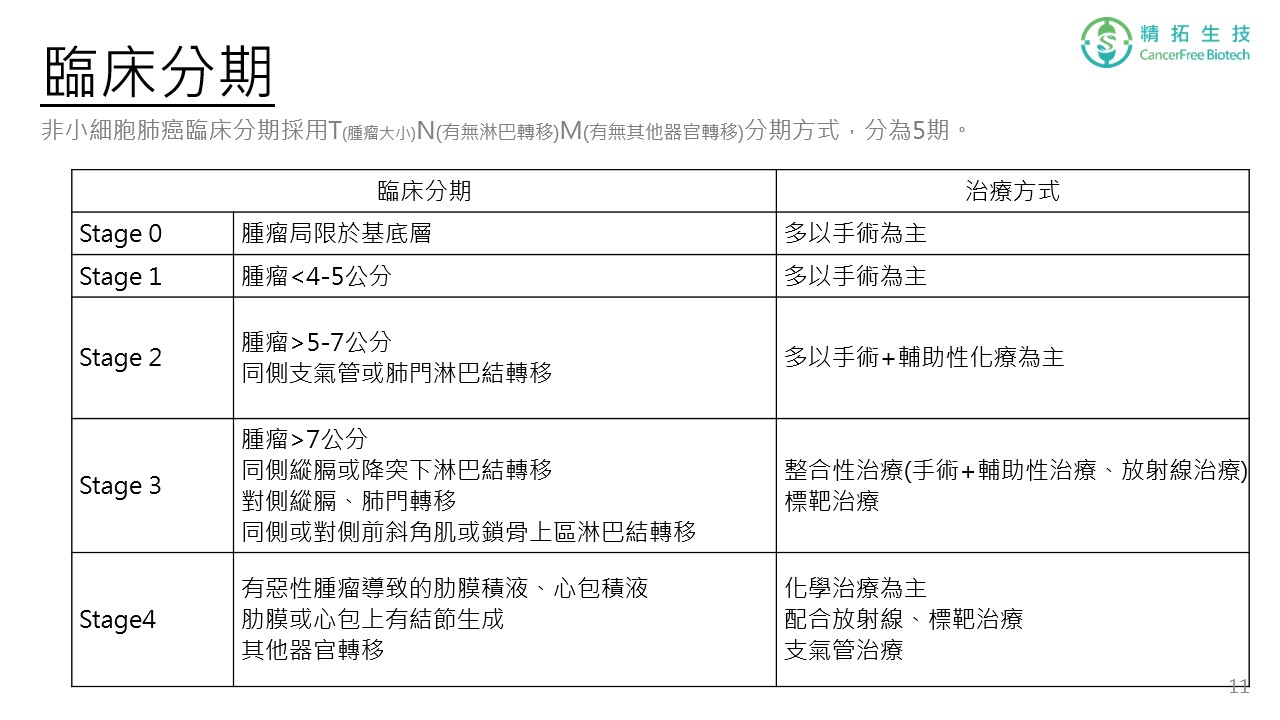 精拓生技
CancerFree Biotech
臨床分期
非小細胞肺癌臨床分期採用T(腫瘤大小)N(有無淋巴轉移)M(有無其他器官轉移)分期方式，分為5期。
臨床分期 治療方式
Stage 0 腫瘤局限於基底層 多以手術為主
Stage 1 腫瘤<4-5公分 多以手術為主
Stage 2
腫瘤>5-7公分
同側支氣管或肺門淋巴結轉移
多以手術+輔助性化療為主
Stage 3
腫瘤>7公分
同側縱膈或降突下淋巴結轉移
對側縱膈、肺門轉移
同側或對側前斜角肌或鎖骨上區淋巴結轉移
整合性治療(手術+輔助性治療、放射線治療)
標靶治療
Stage4
有惡性腫瘤導致的肋膜積液、心包積液
肋膜或心包上有結節生成
其他器官轉移
化學治療為主
配合放射線、標靶治療
支氣管治療
11